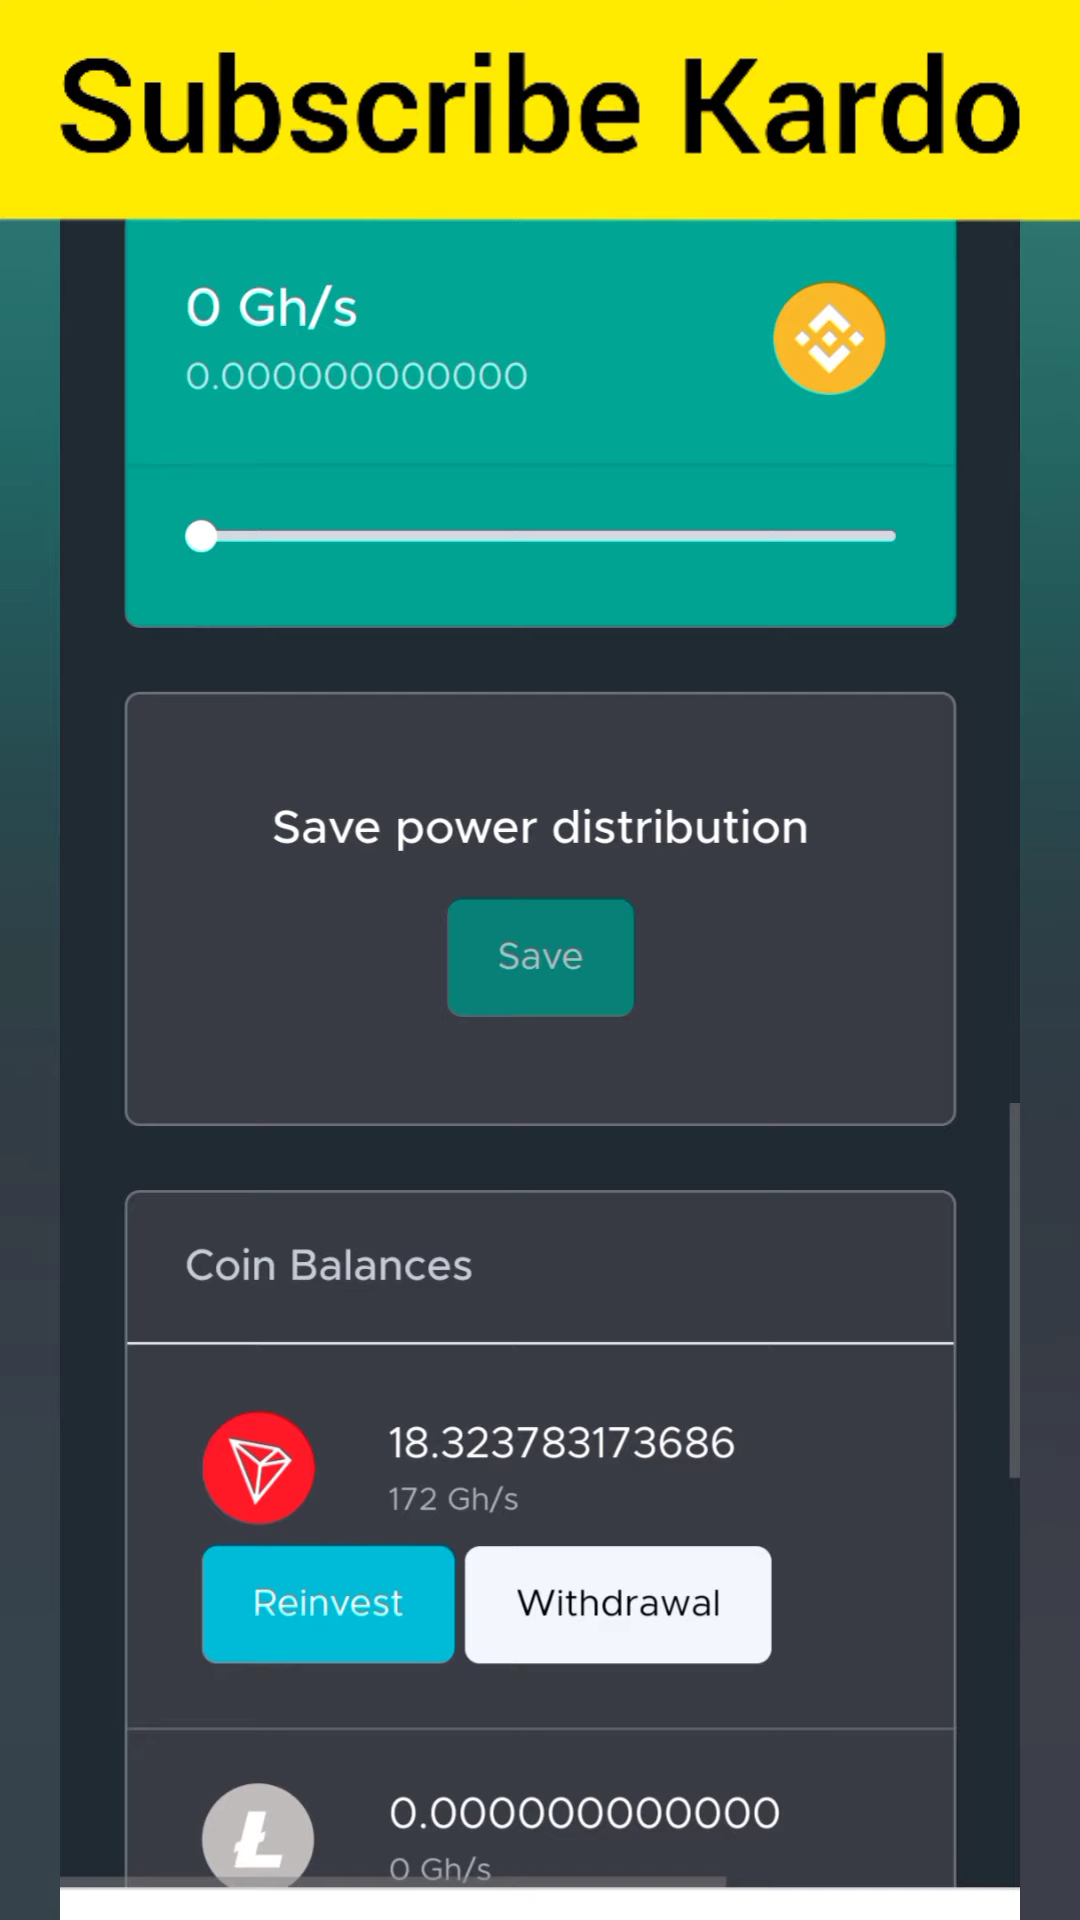 Subscribe Kardo
0 Gh/s
0.000000000000
Save power distribution
Save
Coin Balances
18.323783173686
172 Gh/s
Reinvest
Withdrawal
0.000000000000
0 Gh/s